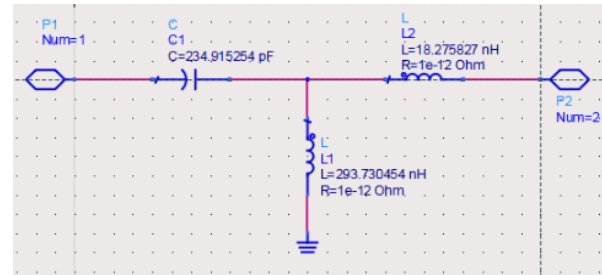 P1
Num=1
C
C1
C=234.915254 pF
L
L2
L=18.275827 nH
R=1e-12 Ohm
P2
Num=2
L
L1
L=293.730454 nH
R=1e-12 Ohm